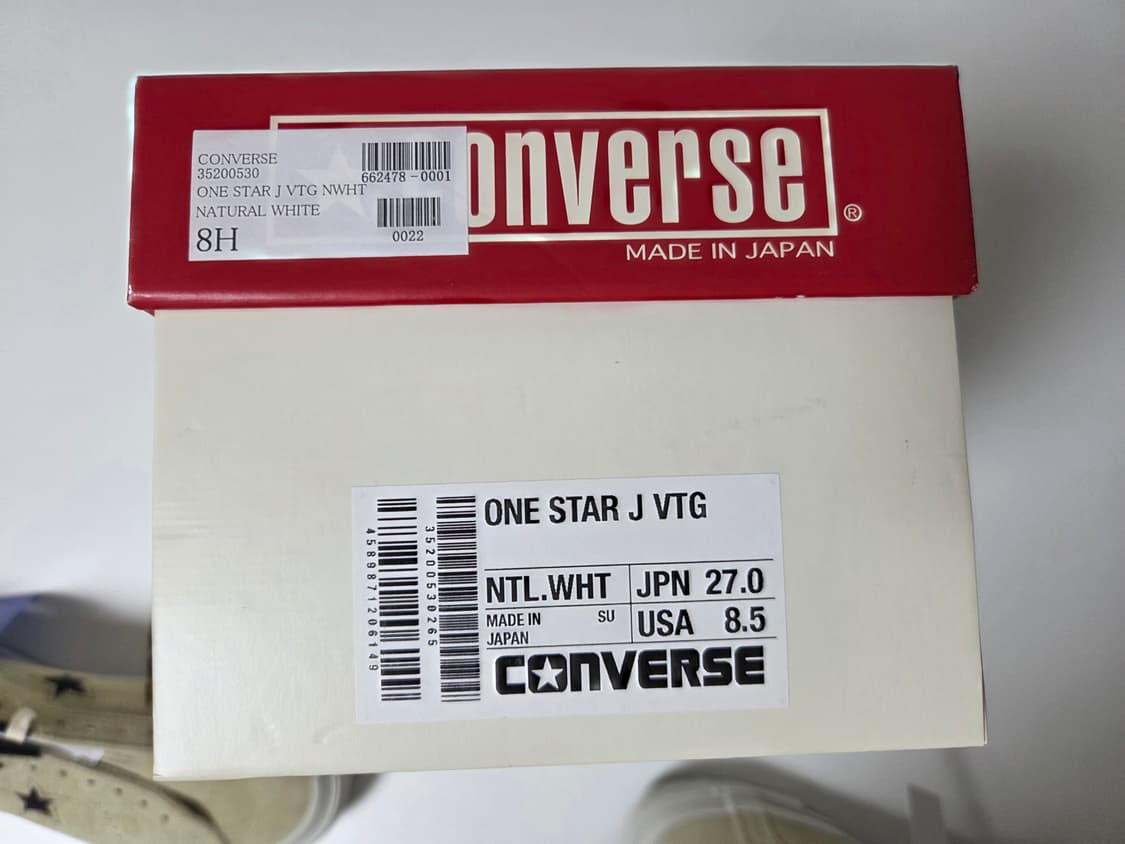 CONVERSE
35200530
662478-0001
ONE STAR J VTG NWHT
NATURAL WHITE
8H
0022
onverse
®
MADE IN JAPAN
ONE STAR J VTG
4589871206149
35200530265
NTL.WHT JPN 27.0
MADE IN JAPAN SU USA 8.5
CONVERSE